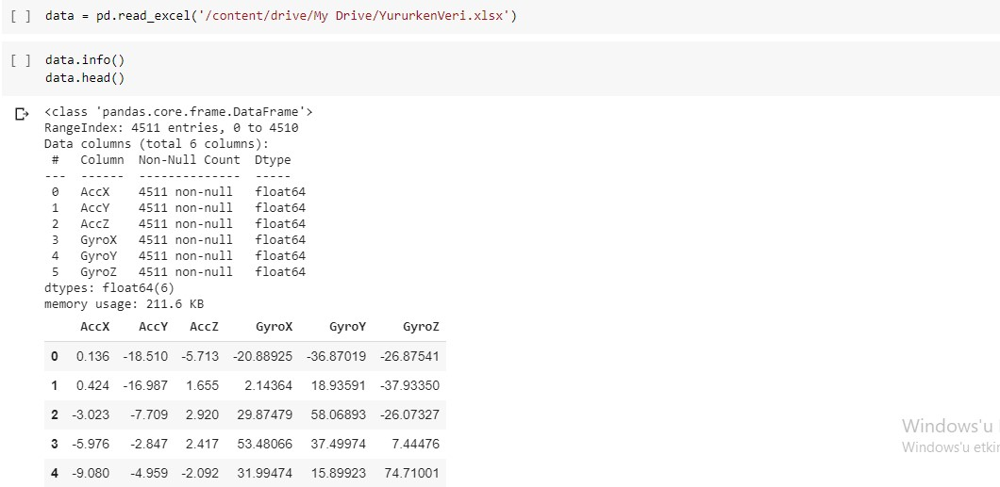 [ ] data = pd.read_excel('/content/drive/My Drive/YururkenVeri.xlsx')
[ ] data.info()
data.head()
<class 'pandas.core.frame.DataFrame'>
RangeIndex: 4511 entries, 0 to 4510
Data columns (total 6 columns):
#   Column  Non-Null Count  Dtype
---  ------  --------------  -----
0   AccX    4511 non-null   float64
1   AccY    4511 non-null   float64
2   AccZ    4511 non-null   float64
3   GyroX   4511 non-null   float64
4   GyroY   4511 non-null   float64
5   GyroZ   4511 non-null   float64
dtypes: float64(6)
memory usage: 211.6 KB
AccX AccY AccZ GyroX GyroY GyroZ
0 0.136 -18.510 -5.713 -20.88925 -36.87019 -26.87541
1 0.424 -16.987 1.655 2.14364 18.93591 -37.93350
2 -3.023 -7.709 2.920 29.87479 58.06893 -26.07327
3 -5.976 -2.847 2.417 53.48066 37.49974 7.44476
4 -9.080 -4.959 -2.092 31.99474 15.89923 74.71001
Windows'u
Windows'u etkin